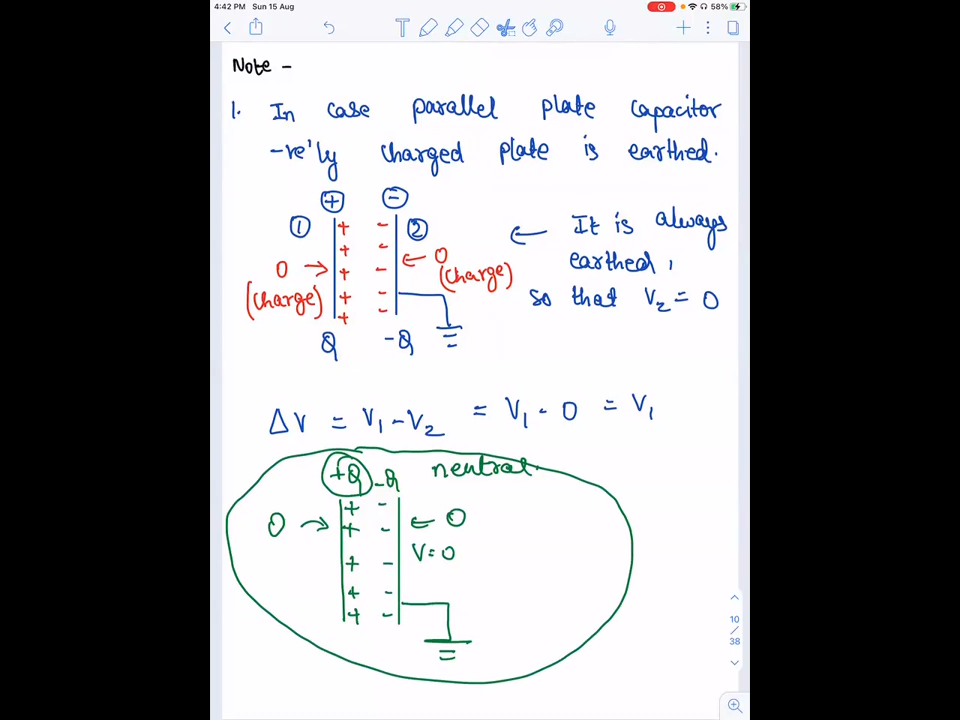 4:42 PM Sun 15 Aug
58%
T
Note -
1. In case parallel plate capacitor
-ve'ly charged plate is earthed.
+ -
1 2
0
(charge)
+ + + + +
- - - - -
0
(charge)
Q -Q
It is always
earthed,
so that V2 = 0
ΔV = V1 - V2 = V1 - 0 = V1
+Q -Q neutral.
0
+ + + + +
- - - - -
0
V=0
10
/
38